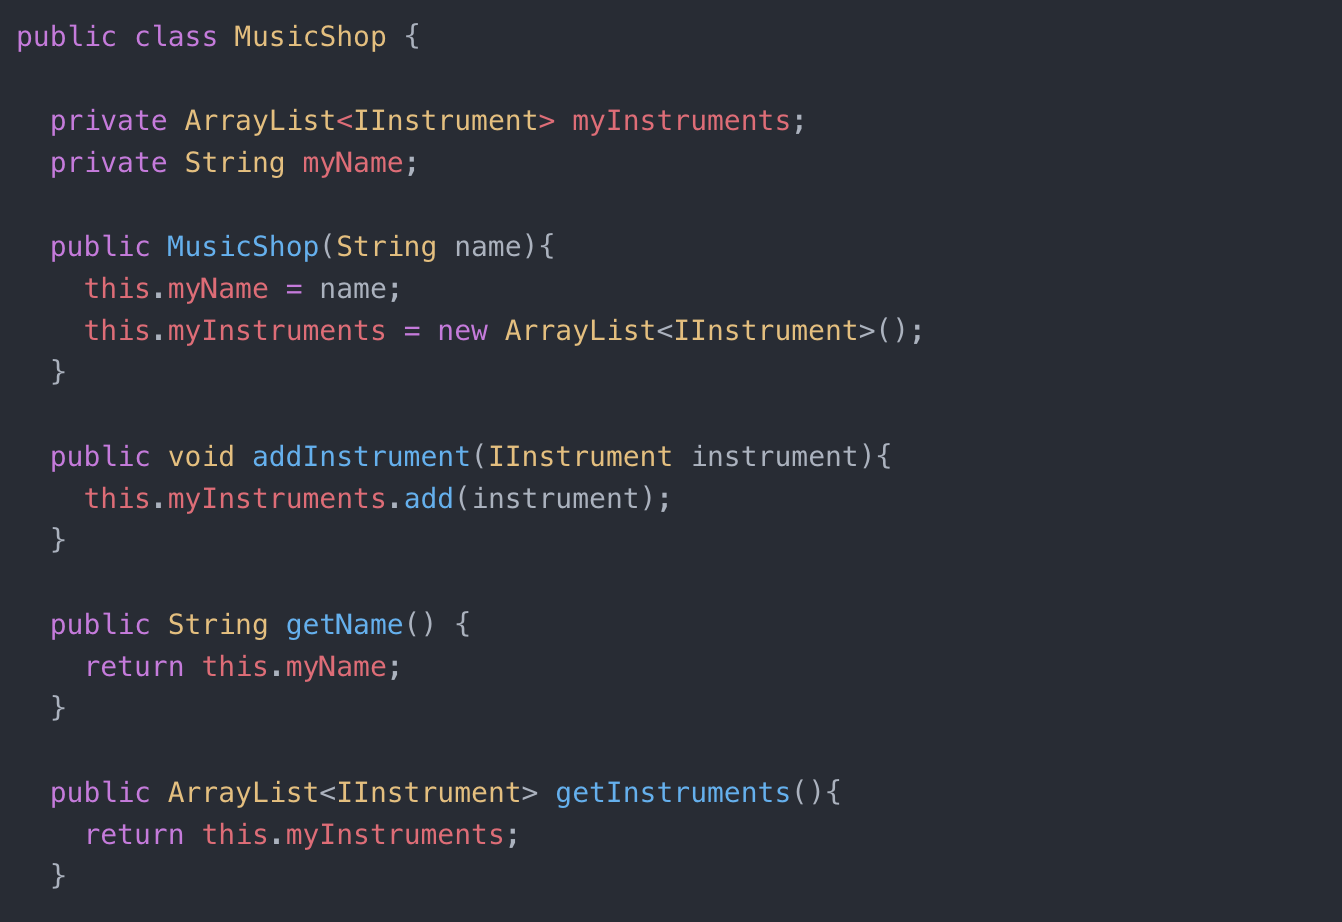 public class MusicShop {
  private ArrayList<IInstrument> myInstruments;
  private String myName;
  public MusicShop(String name){
    this.myName = name;
    this.myInstruments = new ArrayList<IInstrument>();
  }
  public void addInstrument(IInstrument instrument){
    this.myInstruments.add(instrument);
  }
  public String getName() {
    return this.myName;
  }
  public ArrayList<IInstrument> getInstruments(){
    return this.myInstruments;
  }